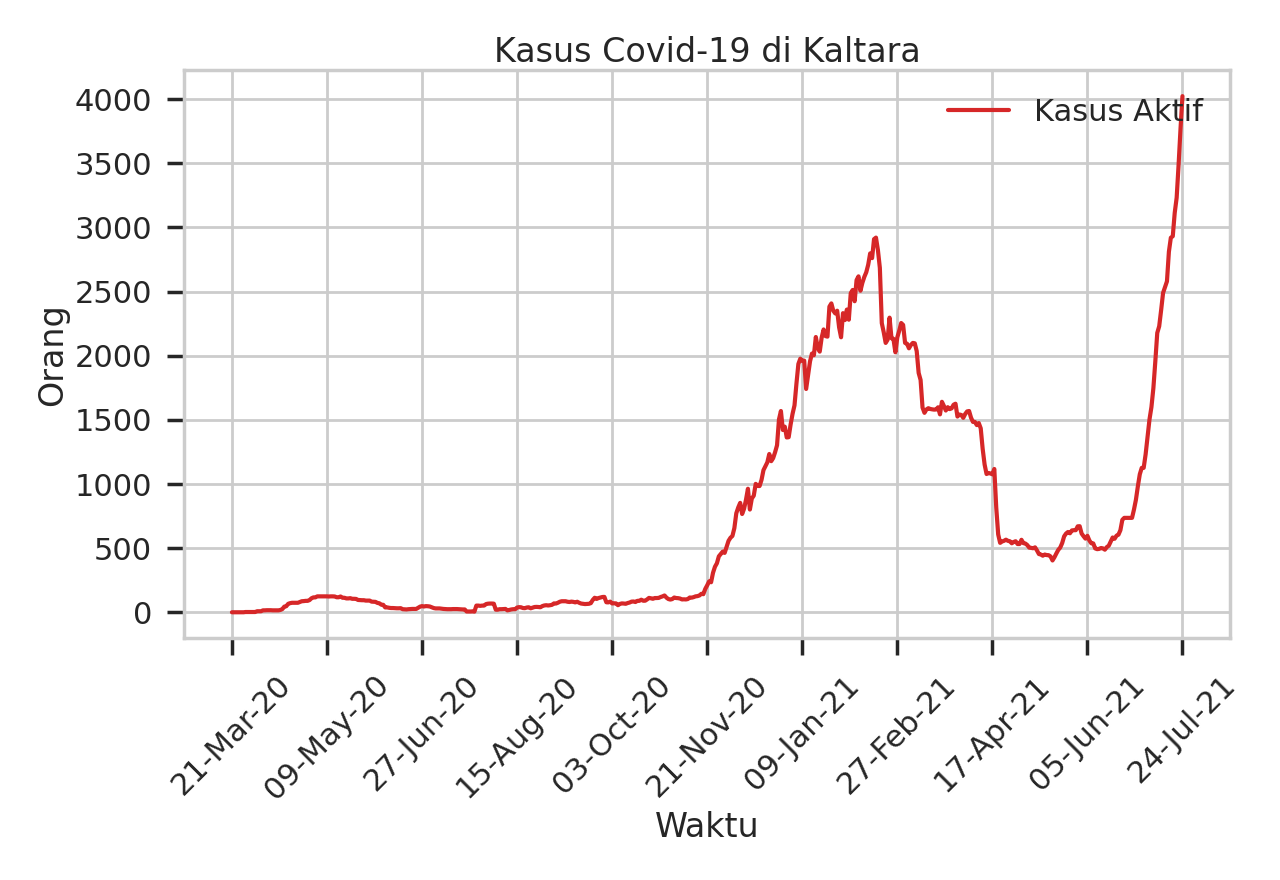 Kasus Covid-19 di Kaltara
Kasus Aktif
Orang
4000
3500
3000
2500
2000
1500
1000
500
0
21-Mar-20
09-May-20
27-Jun-20
15-Aug-20
03-Oct-20
21-Nov-20
09-Jan-21
27-Feb-21
17-Apr-21
05-Jun-21
24-Jul-21
Waktu